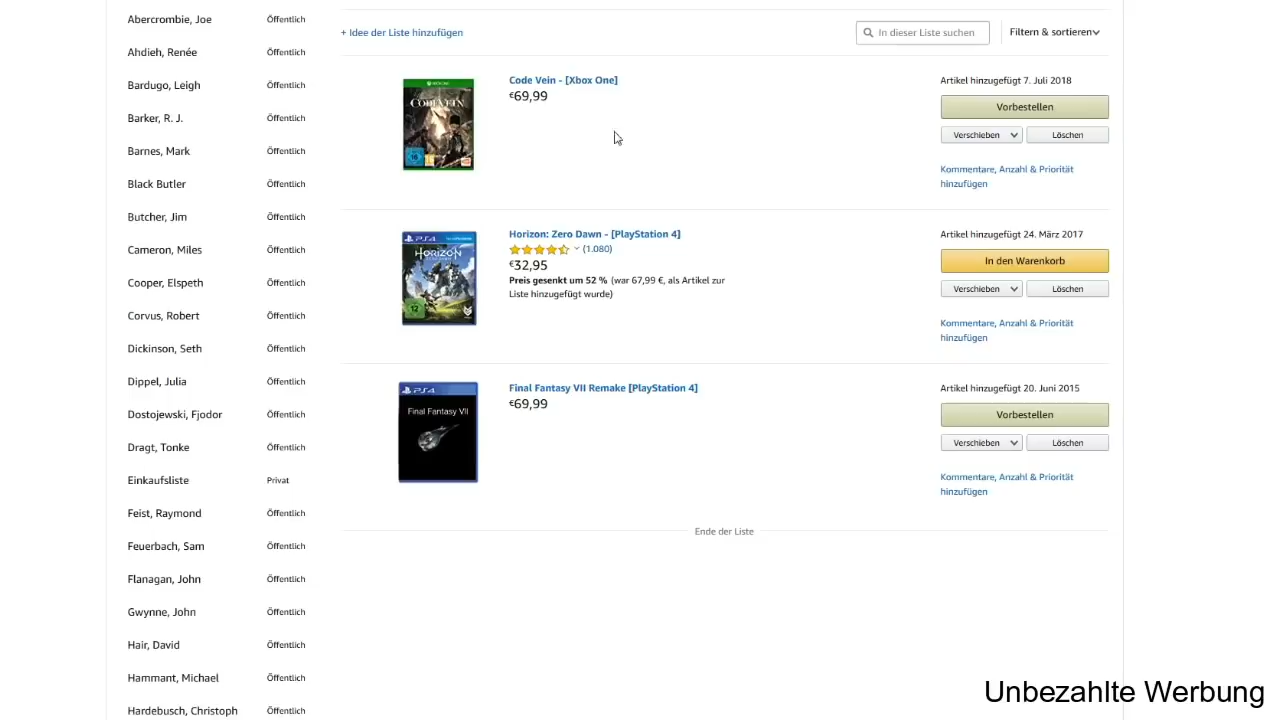 Abercrombie, Joe Öffentlich
Ahdieh, Renée Öffentlich
Bardugo, Leigh Öffentlich
Barker, R. J. Öffentlich
Barnes, Mark Öffentlich
Black Butler Öffentlich
Butcher, Jim Öffentlich
Cameron, Miles Öffentlich
Cooper, Elspeth Öffentlich
Corvus, Robert Öffentlich
Dickinson, Seth Öffentlich
Dippel, Julia Öffentlich
Dostojewski, Fjodor Öffentlich
Dragt, Tonke Öffentlich
Einkaufsliste Privat
Feist, Raymond Öffentlich
Feuerbach, Sam Öffentlich
Flanagan, John Öffentlich
Gwynne, John Öffentlich
Hair, David Öffentlich
Hammant, Michael Öffentlich
Hardebusch, Christoph Öffentlich
+ Idee der Liste hinzufügen
In dieser Liste suchen
Filtern & sortieren
CODE VEIN
16
Code Vein - [Xbox One]
€69,99
Artikel hinzugefügt 7. Juli 2018
Vorbestellen
Verschieben Löschen
Kommentare, Anzahl & Priorität
hinzufügen
PS4
HORIZON
12
Horizon: Zero Dawn - [PlayStation 4]
(1.080)
€32,95
Preis gesenkt um 52 % (war 67,99 €, als Artikel zur
Liste hinzugefügt wurde)
Artikel hinzugefügt 24. März 2017
In den Warenkorb
Verschieben Löschen
Kommentare, Anzahl & Priorität
hinzufügen
PS4
Final Fantasy VII
Final Fantasy VII Remake [PlayStation 4]
€69,99
Artikel hinzugefügt 20. Juni 2015
Vorbestellen
Verschieben Löschen
Kommentare, Anzahl & Priorität
hinzufügen
Ende der Liste
Unbezahlte Werbung